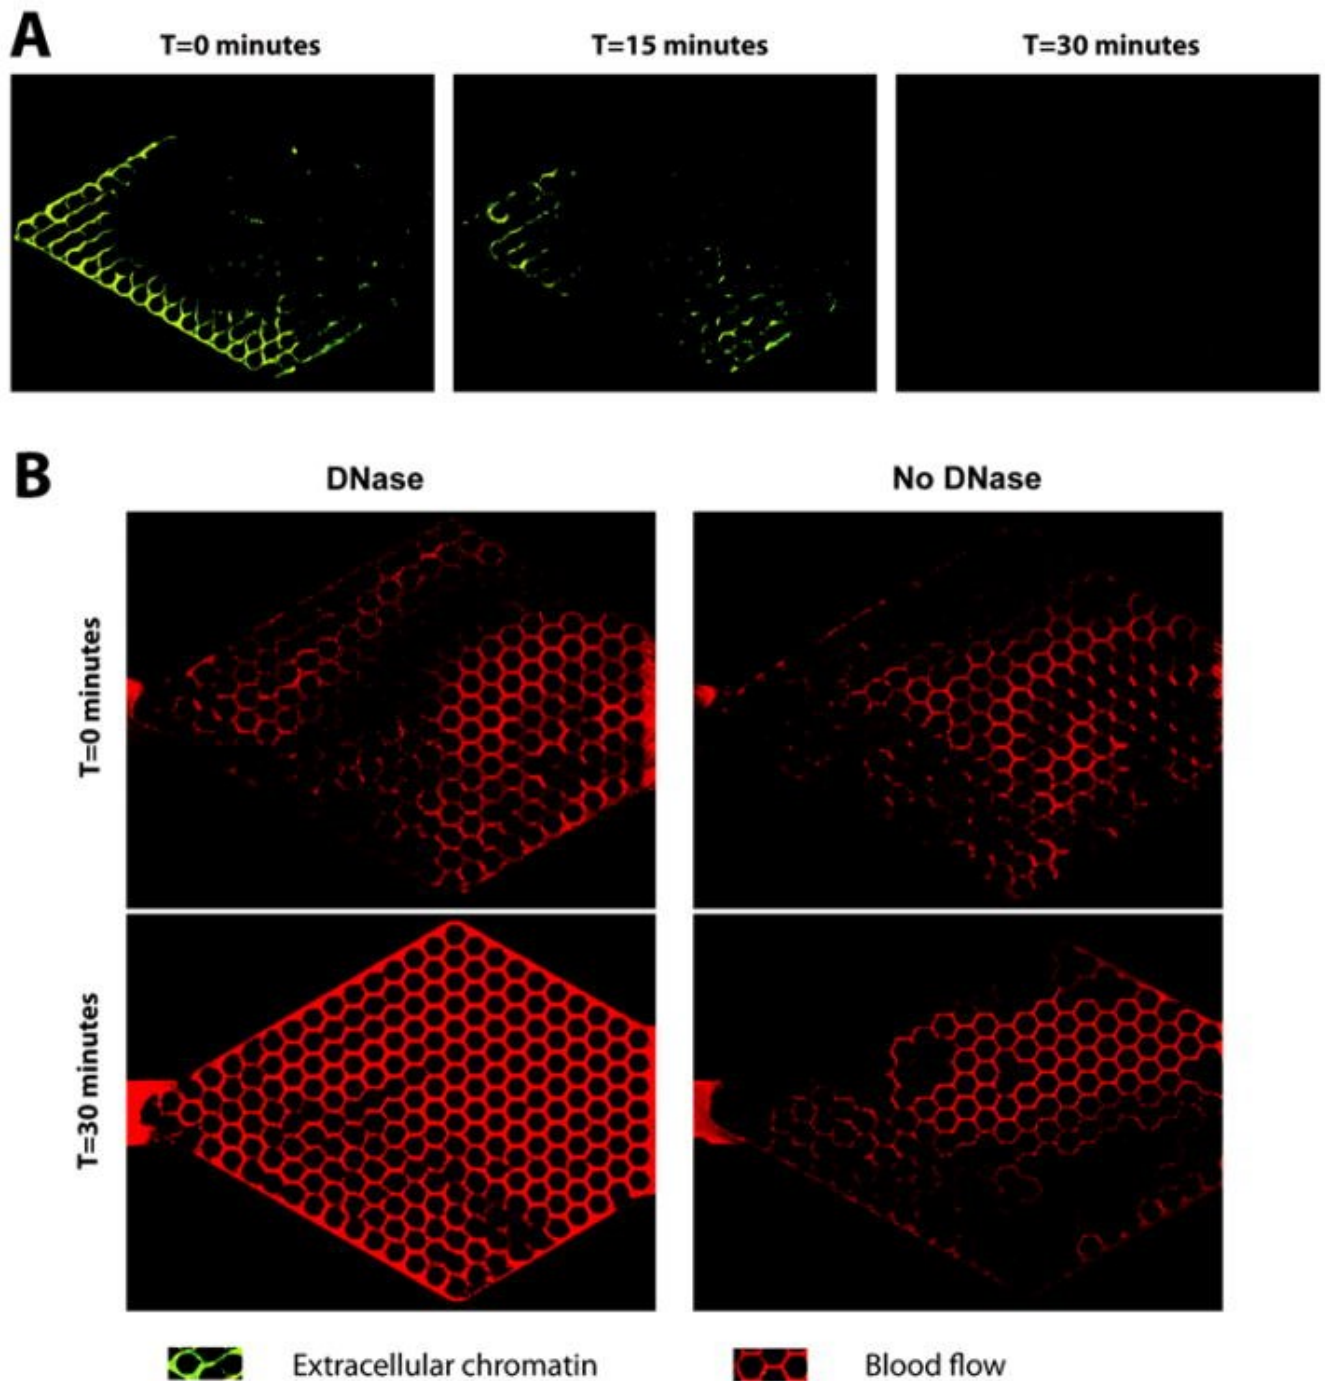 A
T=0 minutes T=15 minutes T=30 minutes
B
DNase No DNase
T=0 minutes
T=30 minutes
Extracellular chromatin Blood flow